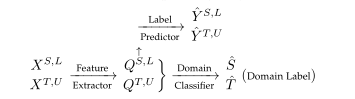 Label Ŷ^{S,L}
Predictor Ŷ^{T,U}
↑
X^{S,L} Feature Q^{S,L} } Domain Ŝ (Domain Label)
X^{T,U} Extractor Q^{T,U} Classifier T̂